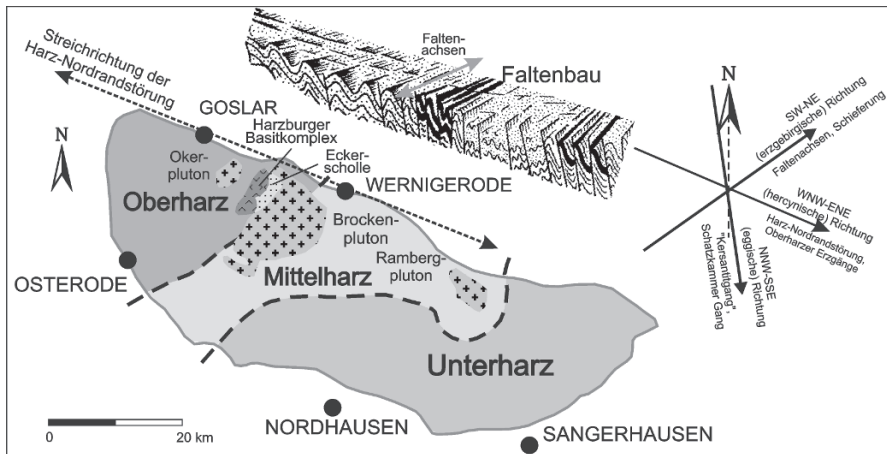 Streichrichtung der
Harz-Nordrandstörung
N
GOSLAR
Harzburger
Basitkomplex
Ecker-
scholle
Oker-
pluton
Oberharz
WERNIGERODE
Brocken-
pluton
OSTERODE
Mittelharz
Ramberg-
pluton
Unterharz
NORDHAUSEN
SANGERHAUSEN
0 20 km
Falten-
achsen
Faltenbau
N
SW-NE
(erzgebirgische) Richtung
Faltenachsen, Schieferung
WNW-ENE
(hercynische) Richtung
Harz-Nordrandstörung,
Oberharzer Erzgänge
NNW-SSE
(eggische) Richtung
"Kersantitgang",
Schatzkammer Gang